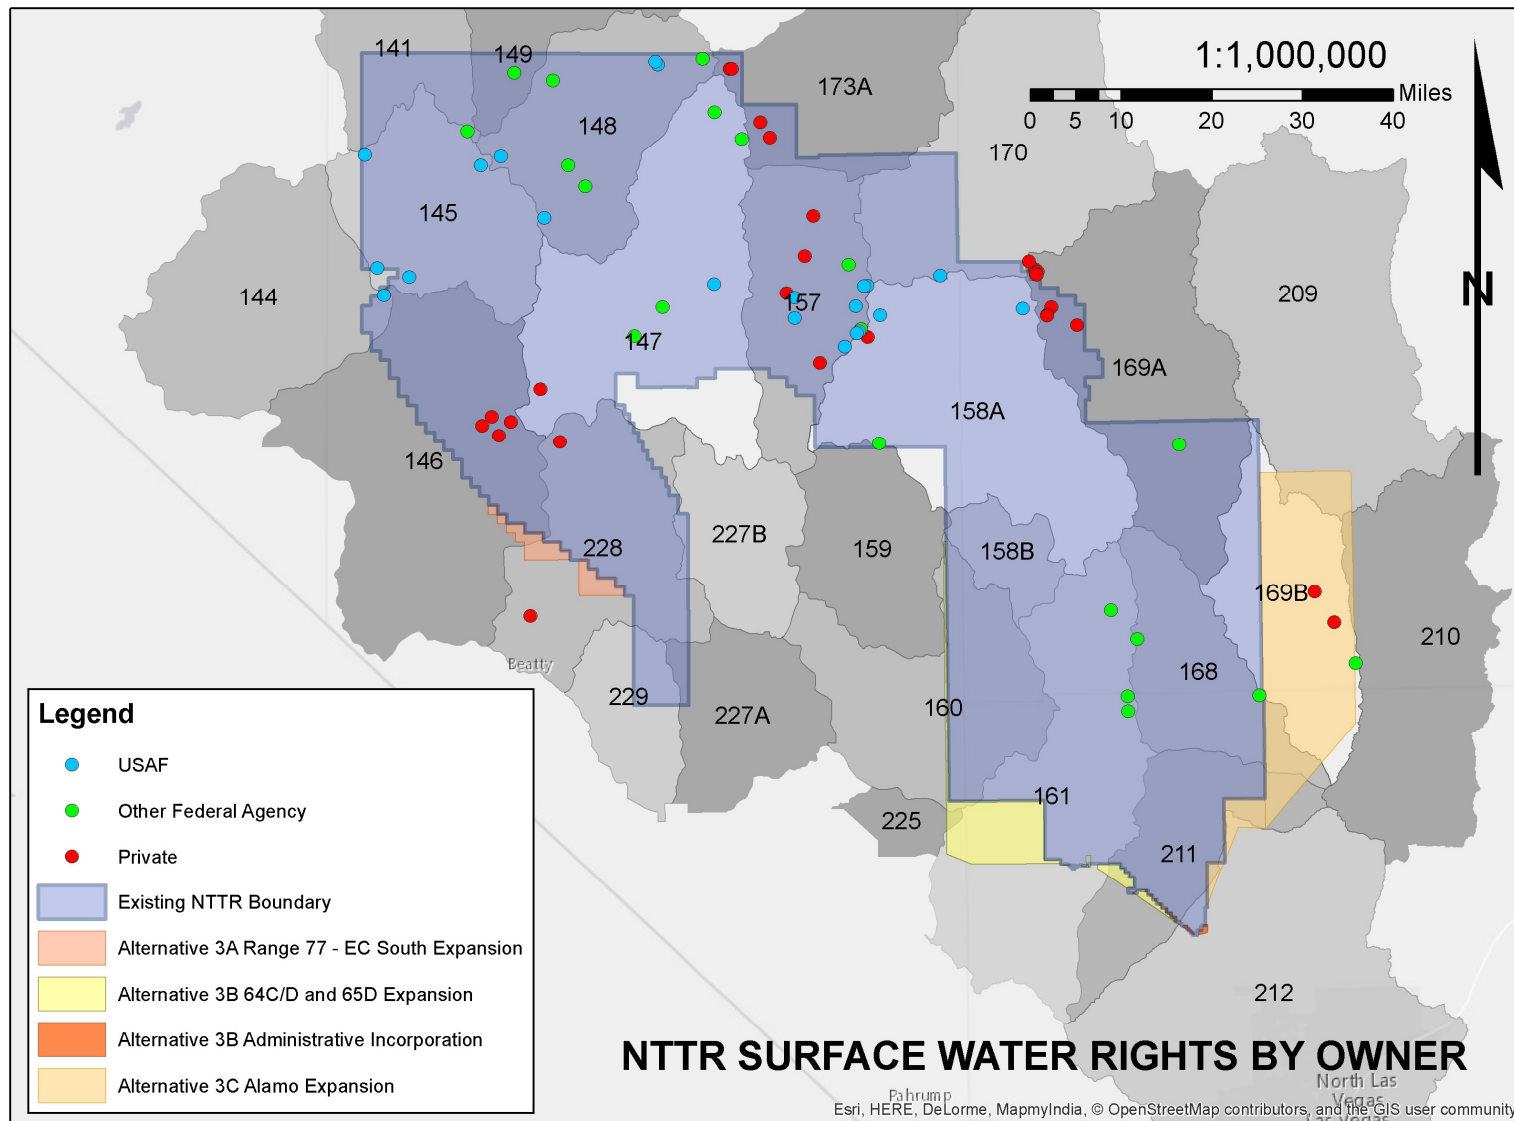 141
149
173A
1:1,000,000
Miles
0 5 10 20 30 40
148
170
145
144
209
157
147
169A
158A
146
228
227B
159
158B
169B
210
168
Beatty
229
227A
160
161
225
211
212
Legend
USAF
Other Federal Agency
Private
Existing NTTR Boundary
Alternative 3A Range 77 - EC South Expansion
Alternative 3B 64C/D and 65D Expansion
Alternative 3B Administrative Incorporation
Alternative 3C Alamo Expansion
N
NTTR SURFACE WATER RIGHTS BY OWNER
North Las
Vegas
Las Vegas
Pahrump
Esri, HERE, DeLorme, MapmyIndia, © OpenStreetMap contributors, and the GIS user community